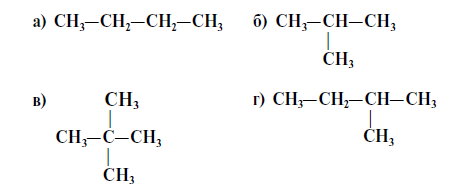 а) CH₃—CH₂—CH₂—CH₃ б) CH₃—CH—CH₃
|
CH₃
в) CH₃
|
CH₃—C—CH₃
|
CH₃
г) CH₃—CH₂—CH—CH₃
|
CH₃